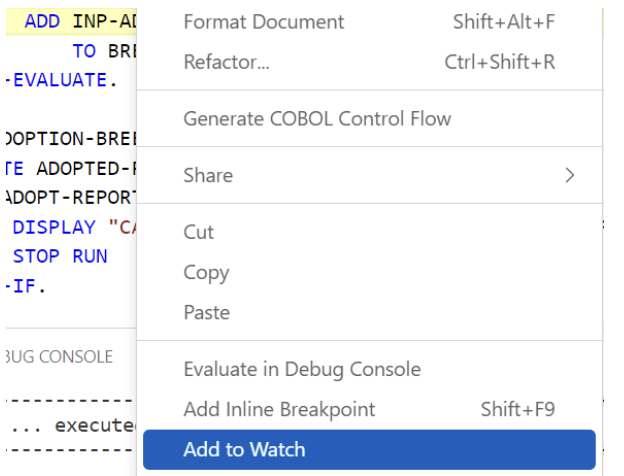 ADD INP-AD
TO BRE
-EVALUATE.
DOPTION-BREE
TE ADOPTED-
ADOPT-REPOR
DISPLAY "CA
STOP RUN
-IF.
BUG CONSOLE
------------
... execute
------------
Format Document Shift+Alt+F
Refactor... Ctrl+Shift+R
Generate COBOL Control Flow
Share
Cut
Copy
Paste
Evaluate in Debug Console
Add Inline Breakpoint Shift+F9
Add to Watch